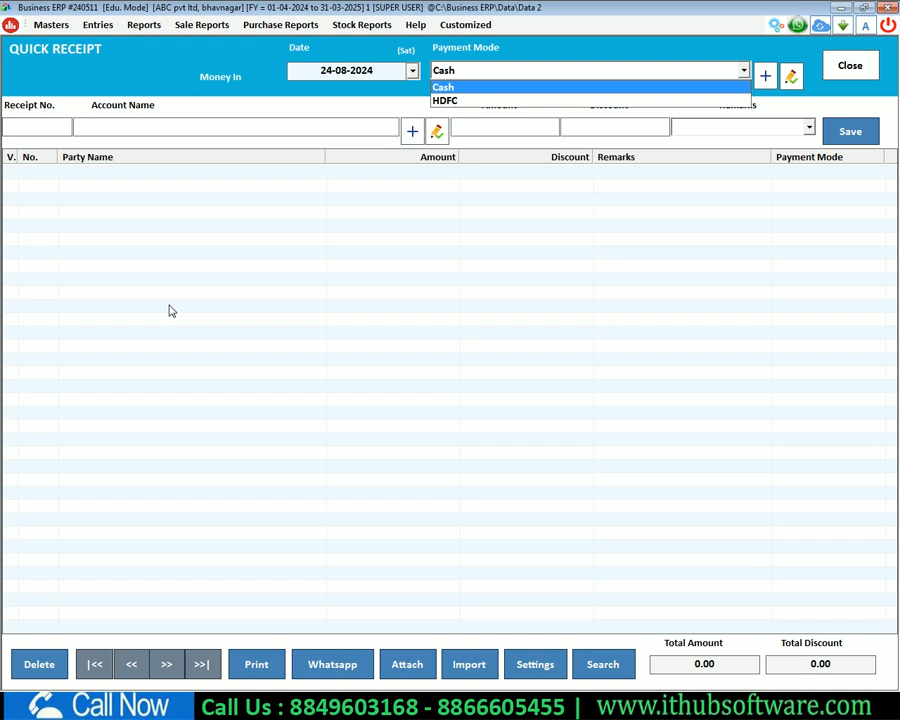 Business ERP #240511 [Edu. Mode] [ABC pvt ltd, bhavnagar] [FY = 01-04-2024 to 31-03-2025] 1 [SUPER USER] @C:\Business ERP\Data\Data 2
Masters Entries Reports Sale Reports Purchase Reports Stock Reports Help Customized A
QUICK RECEIPT Date (Sat) Payment Mode
Money In 24-08-2024 Cash Close
Cash
HDFC
Receipt No. Account Name
Save
V. No. Party Name Amount Discount Remarks Payment Mode
Total Amount Total Discount
Delete |<< << >> >>| Print Whatsapp Attach Import Settings Search 0.00 0.00
Call Now Call Us : 8849603168 - 8866605455 | www.ithubsoftware.com